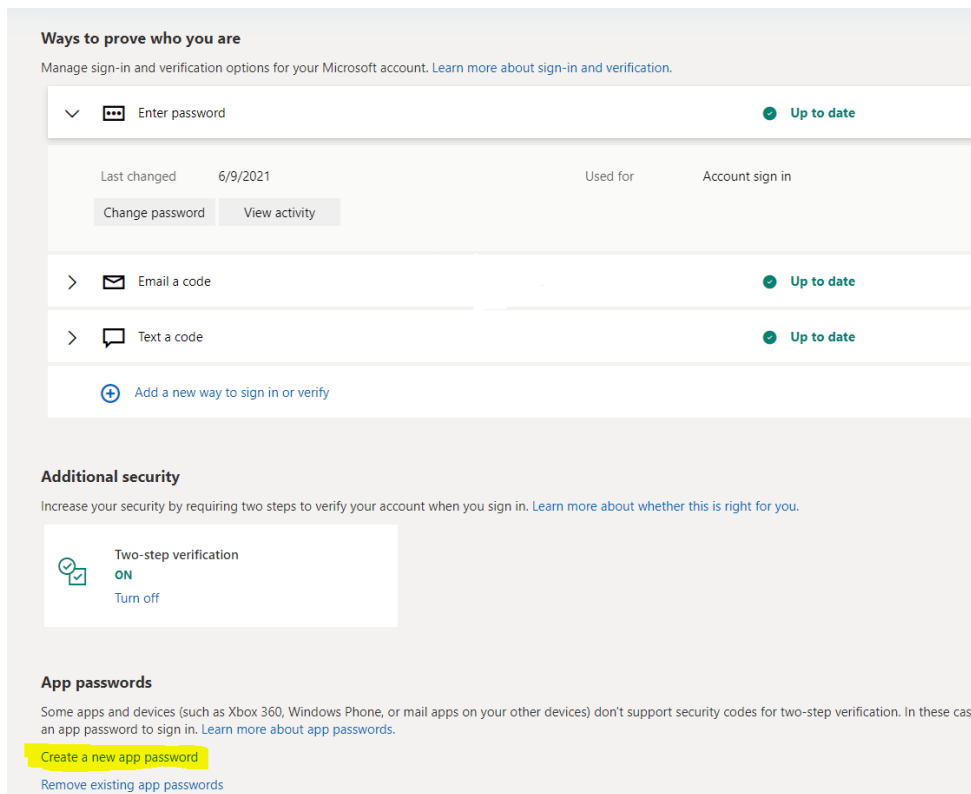 Ways to prove who you are
Manage sign-in and verification options for your Microsoft account. Learn more about sign-in and verification.
Enter password
Up to date
Last changed 6/9/2021 Used for Account sign in
Change password View activity
Email a code Up to date
Text a code Up to date
Add a new way to sign in or verify
Additional security
Increase your security by requiring two steps to verify your account when you sign in. Learn more about whether this is right for you.
Two-step verification
ON
Turn off
App passwords
Some apps and devices (such as Xbox 360, Windows Phone, or mail apps on your other devices) don't support security codes for two-step verification. In these cas
an app password to sign in. Learn more about app passwords.
Create a new app password
Remove existing app passwords